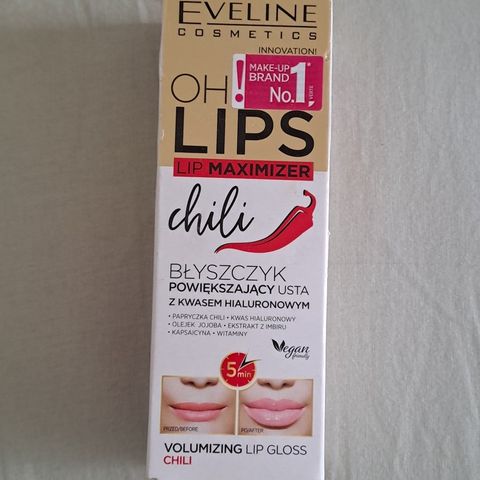 EVELINE
COSMETICS
INNOVATION!
MAKE-UP
BRAND
No.1*
OH!
LIPS
LIP MAXIMIZER
chili
BŁYSZCZYK
POWIĘKSZAJĄCY USTA
Z KWASEM HIALURONOWYM
• PAPRYCZKA CHILI • KWAS HIALURONOWY
• OLEJEK JOJOBA • EKSTRAKT Z IMBIRU
• KAPSAICYNA • WITAMINY
Vegan
friendly
5
min
PRZED/BEFORE
PO/AFTER
VOLUMIZING LIP GLOSS
CHILI